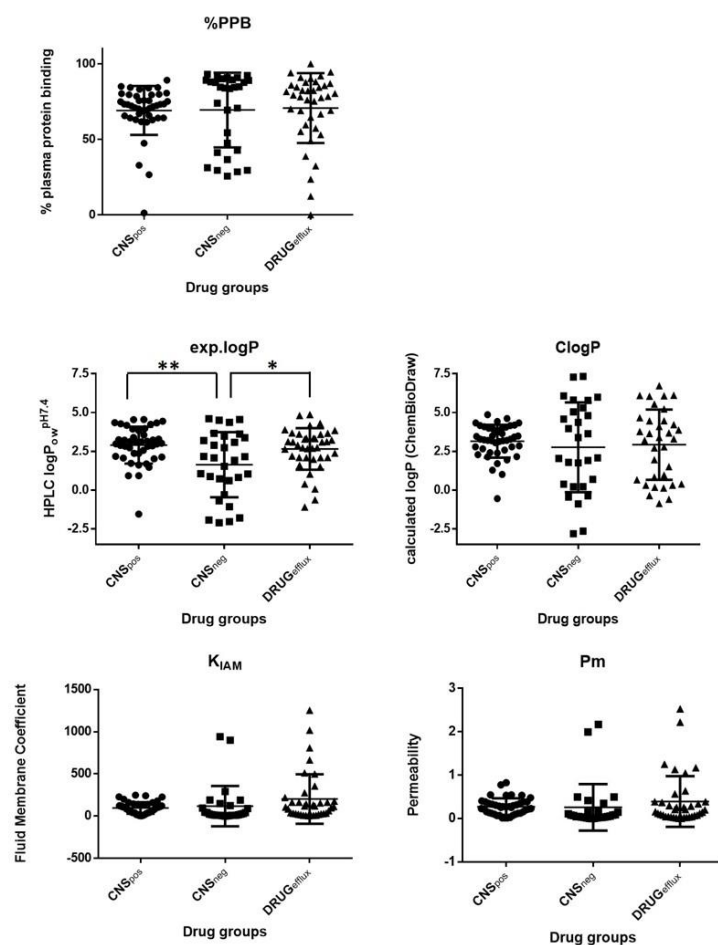 %PPB
% plasma protein binding
100
50
0
CNSpos
CNSneg
DRUGefflux
Drug groups
exp.logP
** *
HPLC logPow pH7.4
7.5
5.0
2.5
0.0
-2.5
CNSpos
CNSneg
DRUGefflux
Drug groups
ClogP
calculated logP (ChemBioDraw)
7.5
5.0
2.5
0.0
-2.5
CNSpos
CNSneg
DRUGefflux
Drug groups
KIAM
Fluid Membrane Coefficient
1500
1000
500
0
-500
CNSpos
CNSneg
DRUGefflux
Drug groups
Pm
Permeability
3
2
1
0
-1
CNSpos
CNSneg
DRUGefflux
Drug groups